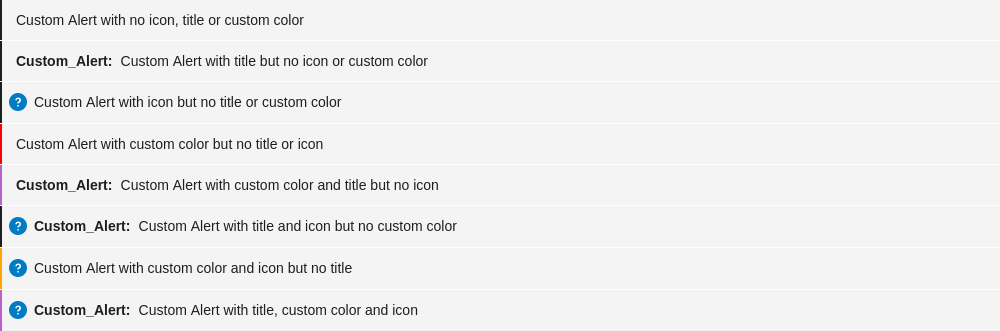 Custom Alert with no icon, title or custom color
Custom_Alert: Custom Alert with title but no icon or custom color
? Custom Alert with icon but no title or custom color
Custom Alert with custom color but no title or icon
Custom_Alert: Custom Alert with custom color and title but no icon
? Custom_Alert: Custom Alert with title and icon but no custom color
? Custom Alert with custom color and icon but no title
? Custom_Alert: Custom Alert with title, custom color and icon